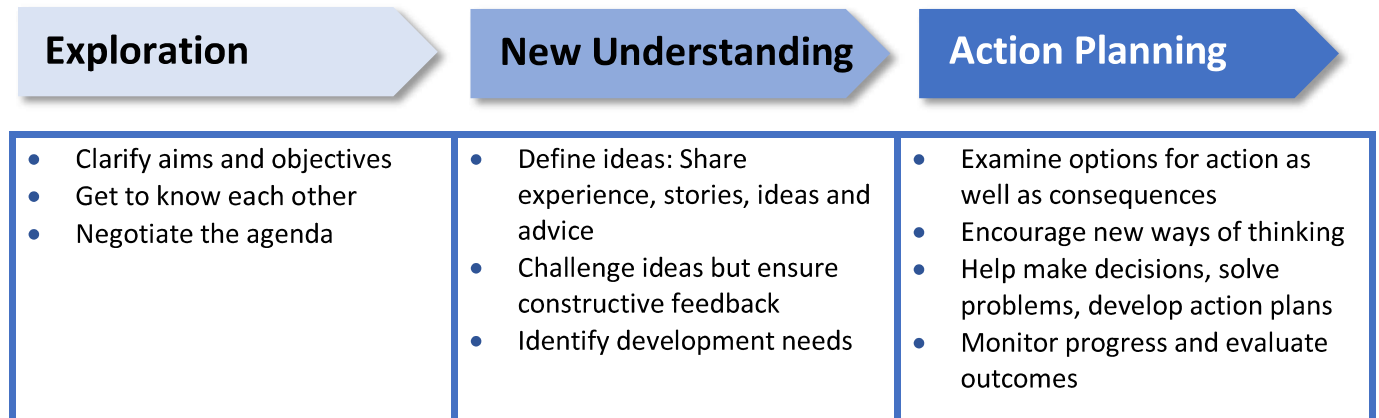 Exploration
New Understanding
Action Planning
• Clarify aims and objectives
• Get to know each other
• Negotiate the agenda
• Define ideas: Share
experience, stories, ideas and
advice
• Challenge ideas but ensure
constructive feedback
• Identify development needs
• Examine options for action as
well as consequences
• Encourage new ways of thinking
• Help make decisions, solve
problems, develop action plans
• Monitor progress and evaluate
outcomes